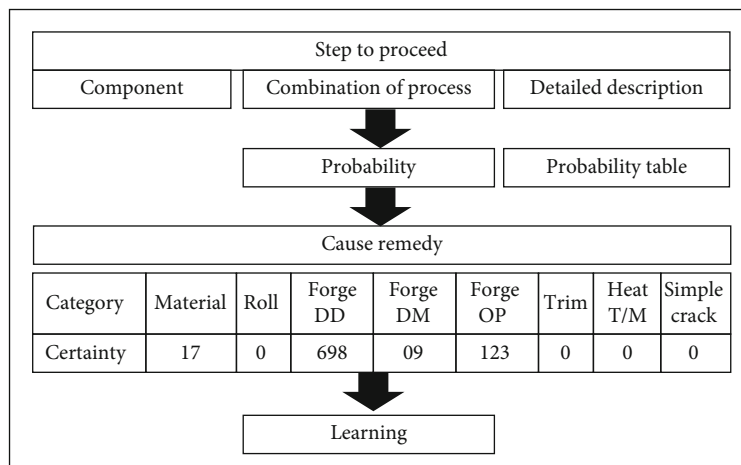 Step to proceed
Component Combination of process Detailed description
Probability Probability table
Cause remedy
Category Material Roll Forge DD Forge DM Forge OP Trim Heat T/M Simple crack
Certainty 17 0 698 09 123 0 0 0
Learning